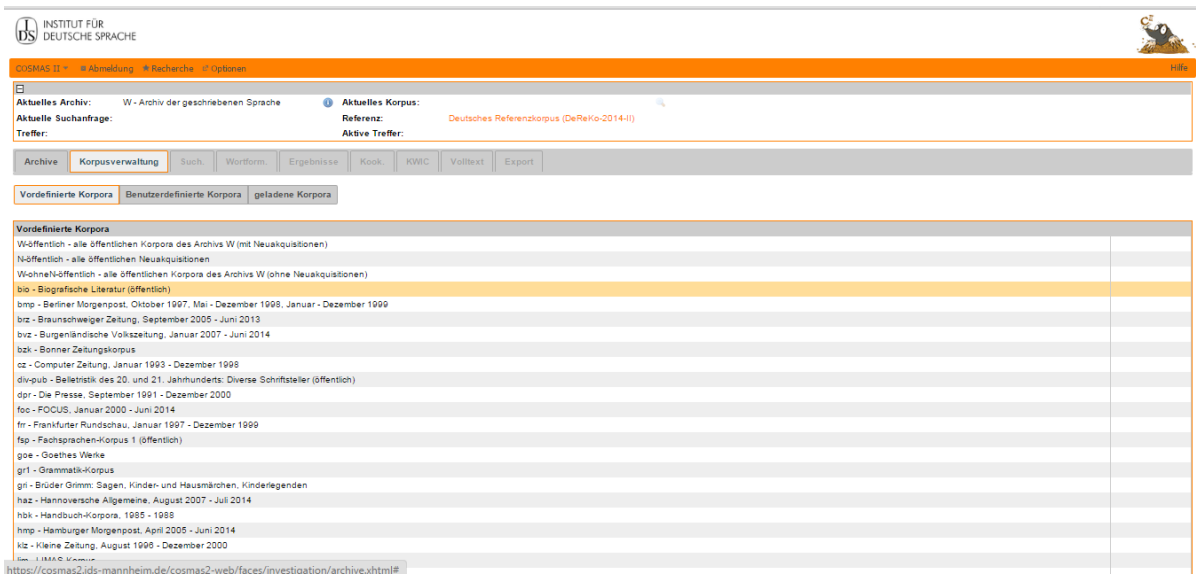 INSTITUT FÜR
IDS DEUTSCHE SPRACHE
CZ
COSMAS II Abmeldung Recherche Optionen Hilfe
Aktuelles Archiv: W - Archiv der geschriebenen Sprache Aktuelles Korpus:
Aktuelle Suchanfrage: Referenz: Deutsches Referenzkorpus (DeReKo-2014-II)
Treffer: Aktive Treffer:
Archive Korpusverwaltung Such. Wortform. Ergebnisse Kook. KWIC Volltext Export
Vordefinierte Korpora Benutzerdefinierte Korpora geladene Korpora
Vordefinierte Korpora
W-öffentlich - alle öffentlichen Korpora des Archivs W (mit Neuakquisitionen)
N-öffentlich - alle öffentlichen Neuakquisitionen
W-ohneN-öffentlich - alle öffentlichen Korpora des Archivs W (ohne Neuakquisitionen)
bio - Biografische Literatur (öffentlich)
bmp - Berliner Morgenpost, Oktober 1997, Mai - Dezember 1998, Januar - Dezember 1999
brz - Braunschweiger Zeitung, September 2005 - Juni 2013
bvz - Burgenländische Volkszeitung, Januar 2007 - Juni 2014
bzk - Bonner Zeitungskorpus
cz - Computer Zeitung, Januar 1993 - Dezember 1998
div-pub - Belletristik des 20. und 21. Jahrhunderts: Diverse Schriftsteller (öffentlich)
dpr - Die Presse, September 1991 - Dezember 2000
foc - FOCUS, Januar 2000 - Juni 2014
frr - Frankfurter Rundschau, Januar 1997 - Dezember 1999
fsp - Fachsprachen-Korpus 1 (öffentlich)
goe - Goethes Werke
gr1 - Grammatik-Korpus
gri - Brüder Grimm: Sagen, Kinder- und Hausmärchen, Kinderlegenden
haz - Hannoversche Allgemeine, August 2007 - Juli 2014
hbk - Handbuch-Korpora, 1985 - 1988
hmp - Hamburger Morgenpost, April 2005 - Juni 2014
klz - Kleine Zeitung, August 1996 - Dezember 2000
lim - LIMAS-Korpus
https://cosmas2.ids-mannheim.de/cosmas2-web/faces/investigation/archive.xhtml#